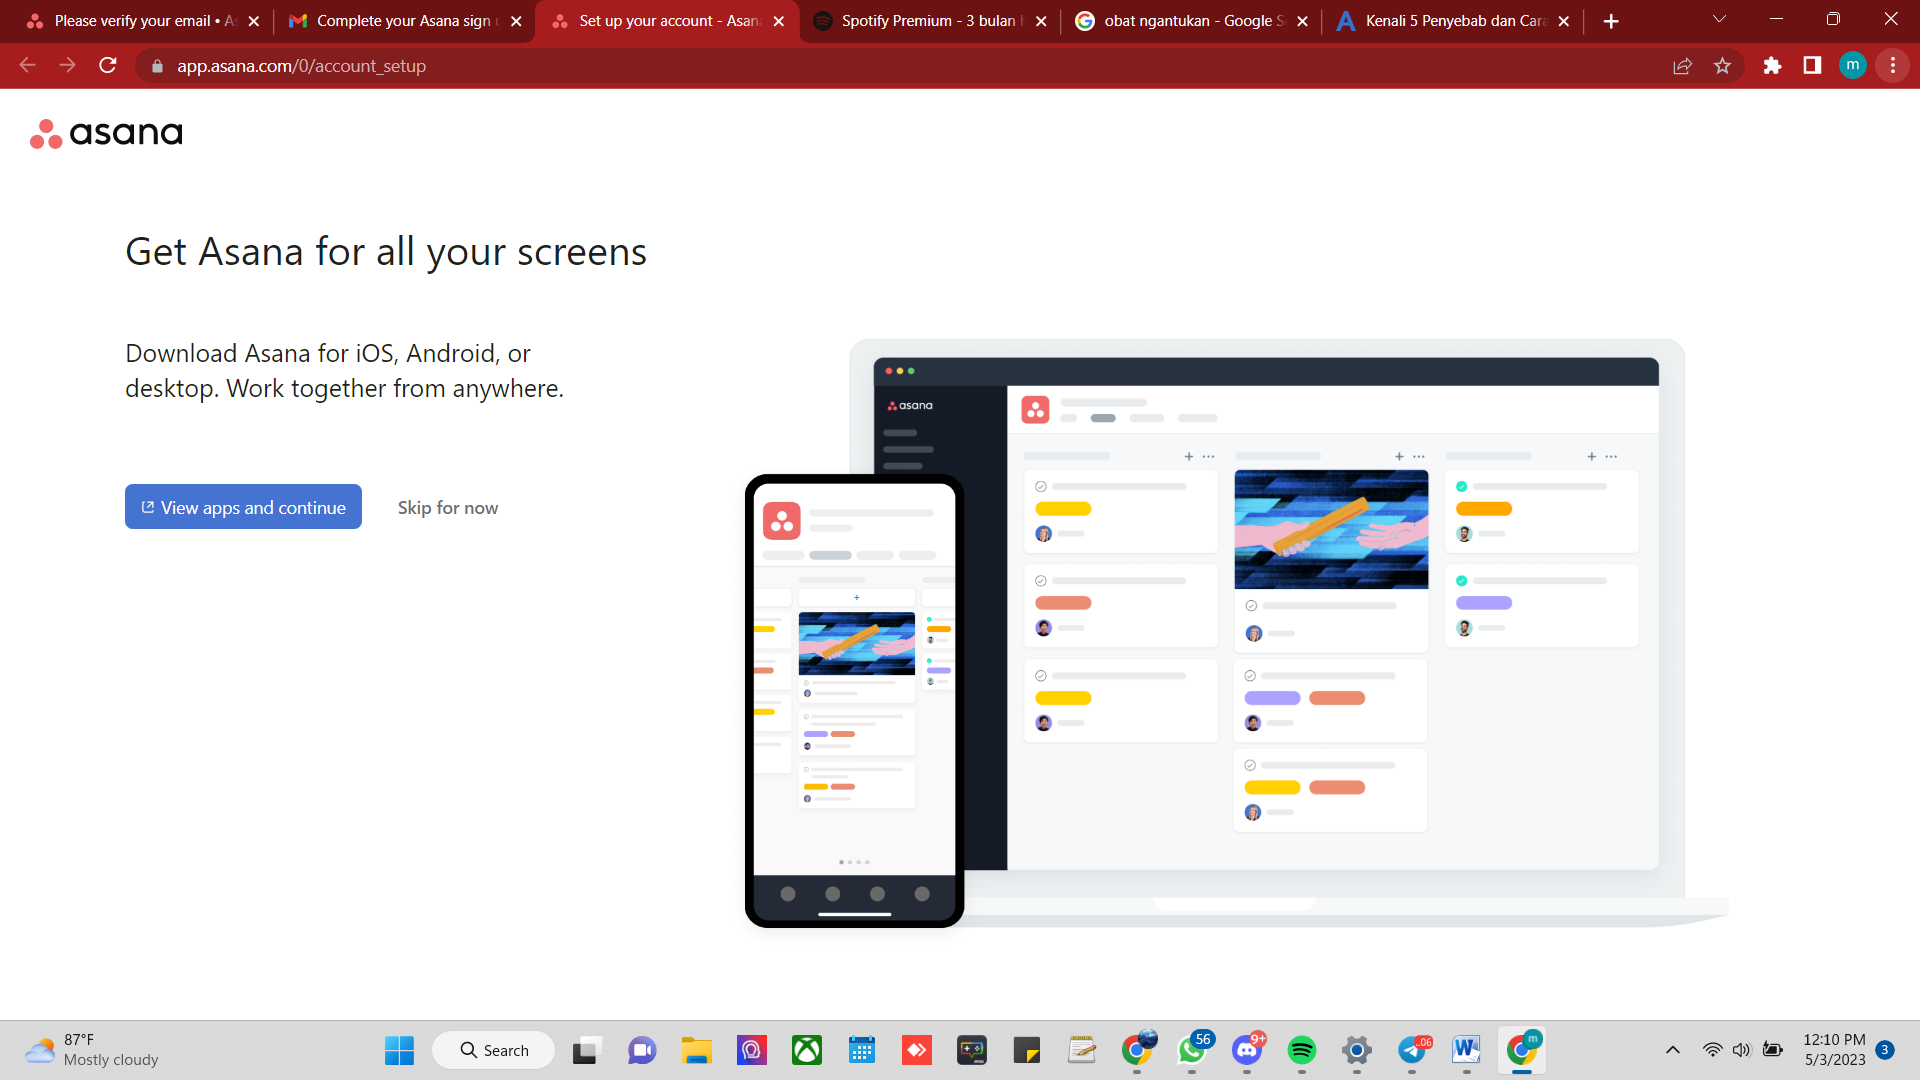 Please verify your email • A
Complete your Asana sign u
Set up your account - Asana
Spotify Premium - 3 bulan h
obat ngantukan - Google S
Kenali 5 Penyebab dan Cara
app.asana.com/0/account_setup
m
asana
Get Asana for all your screens
Download Asana for iOS, Android, or
desktop. Work together from anywhere.
View apps and continue
Skip for now
asana
87°F
Mostly cloudy
Search
56
9+
..06
W
m
12:10 PM
5/3/2023
3